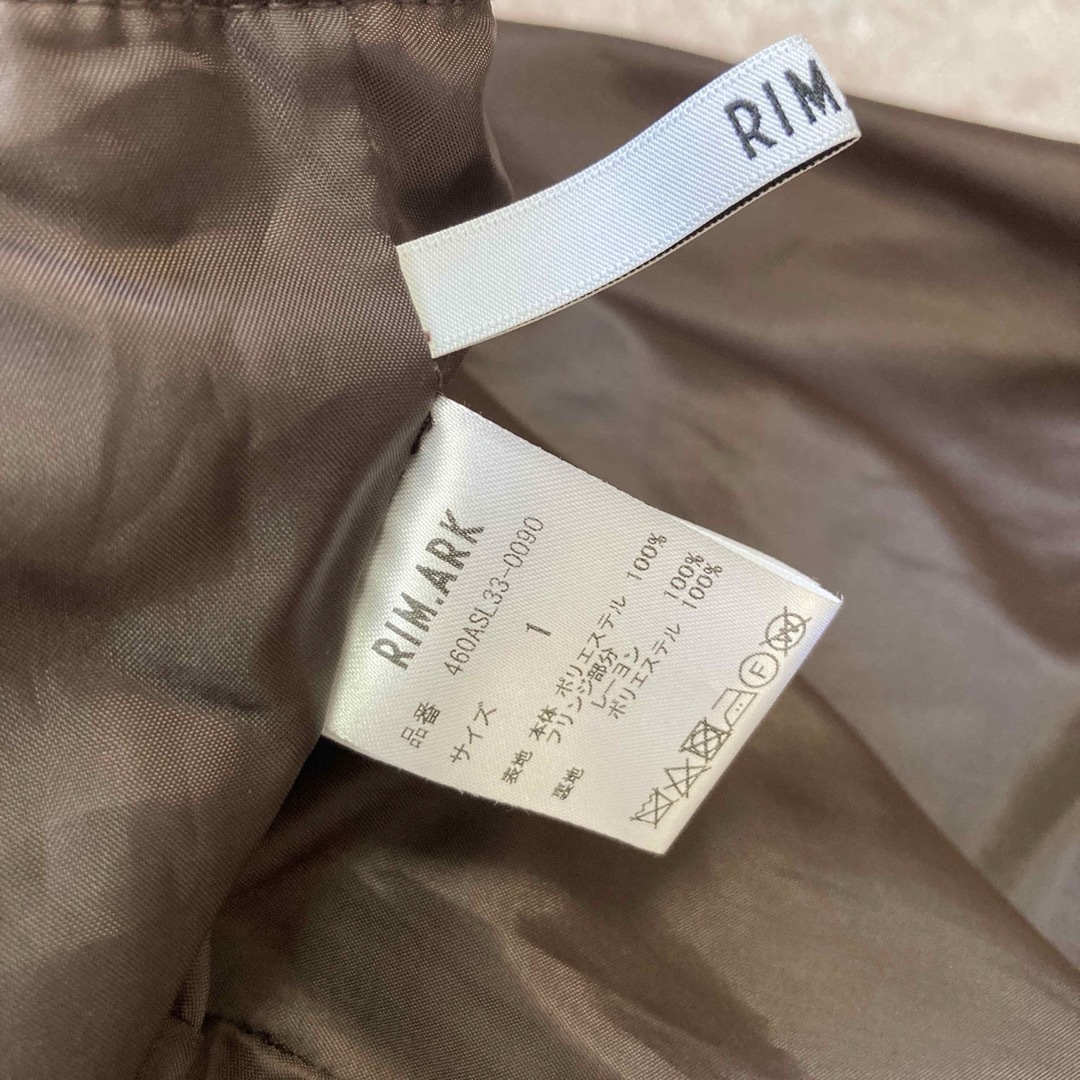 RIM.
RIM.ARK
品番 460ASL33-0090
サイズ 1
表地 本体 ポリエステル 100%
フリンジ部分
レーヨン 100%
裏地 ポリエステル 100%
F
W